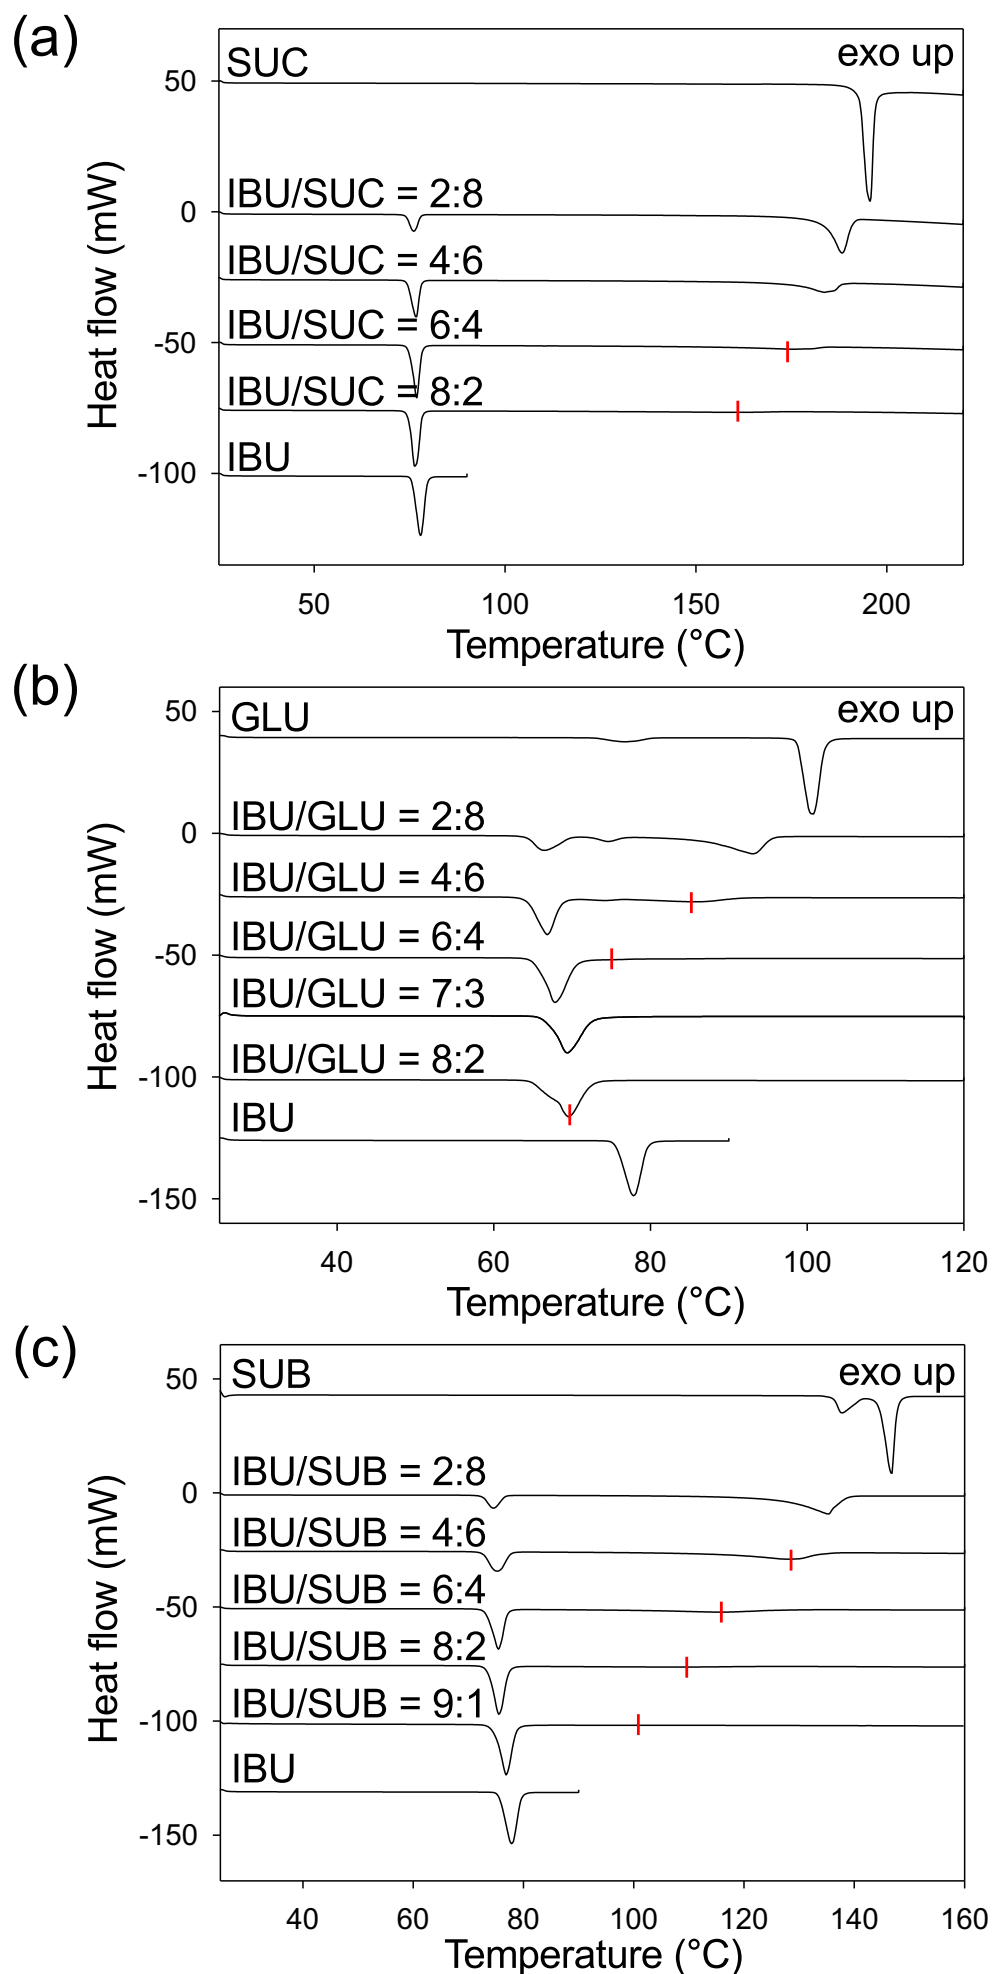 (a)
SUC
exo up
50
IBU/SUC = 2:8
0
IBU/SUC = 4:6
IBU/SUC = 6:4
-50
IBU/SUC = 8:2
IBU
-100
Heat flow (mW)
50 100 150 200
Temperature (°C)
(b)
GLU
exo up
50
IBU/GLU = 2:8
0
IBU/GLU = 4:6
IBU/GLU = 6:4
-50
IBU/GLU = 7:3
IBU/GLU = 8:2
-100
IBU
-150
Heat flow (mW)
40 60 80 100 120
Temperature (°C)
(c)
SUB
exo up
50
IBU/SUB = 2:8
0
IBU/SUB = 4:6
IBU/SUB = 6:4
-50
IBU/SUB = 8:2
IBU/SUB = 9:1
-100
IBU
-150
Heat flow (mW)
40 60 80 100 120 140 160
Temperature (°C)